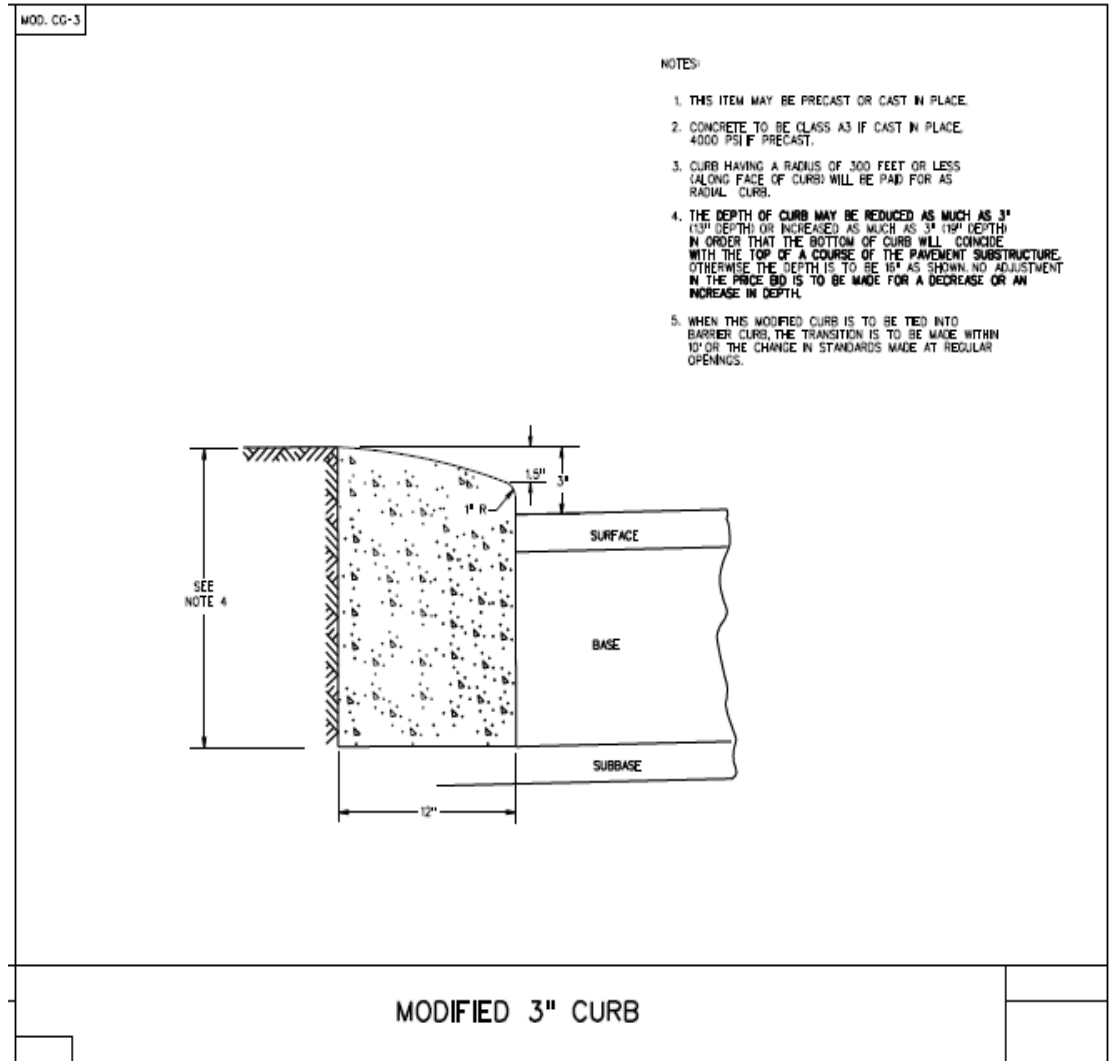 MOD. CG-3
NOTES:
1. THIS ITEM MAY BE PRECAST OR CAST IN PLACE.
2. CONCRETE TO BE CLASS A3 IF CAST IN PLACE,
4000 PSI IF PRECAST.
3. CURB HAVING A RADIUS OF 300 FEET OR LESS
(ALONG FACE OF CURB) WILL BE PAID FOR AS
RADIAL CURB.
4. THE DEPTH OF CURB MAY BE REDUCED AS MUCH AS 3"
(13" DEPTH) OR INCREASED AS MUCH AS 3" (19" DEPTH)
IN ORDER THAT THE BOTTOM OF CURB WILL COINCIDE
WITH THE TOP OF A COURSE OF THE PAVEMENT SUBSTRUCTURE.
OTHERWISE THE DEPTH IS TO BE 16" AS SHOWN. NO ADJUSTMENT
IN THE PRICE BID IS TO BE MADE FOR A DECREASE OR AN
INCREASE IN DEPTH.
5. WHEN THIS MODIFIED CURB IS TO BE TIED INTO
BARRIER CURB, THE TRANSITION IS TO BE MADE WITHIN
10' OR THE CHANGE IN STANDARDS MADE AT REGULAR
OPENINGS.
1.5"
3"
1" R
SURFACE
SEE
NOTE 4
BASE
SUBBASE
12"
MODIFIED 3" CURB